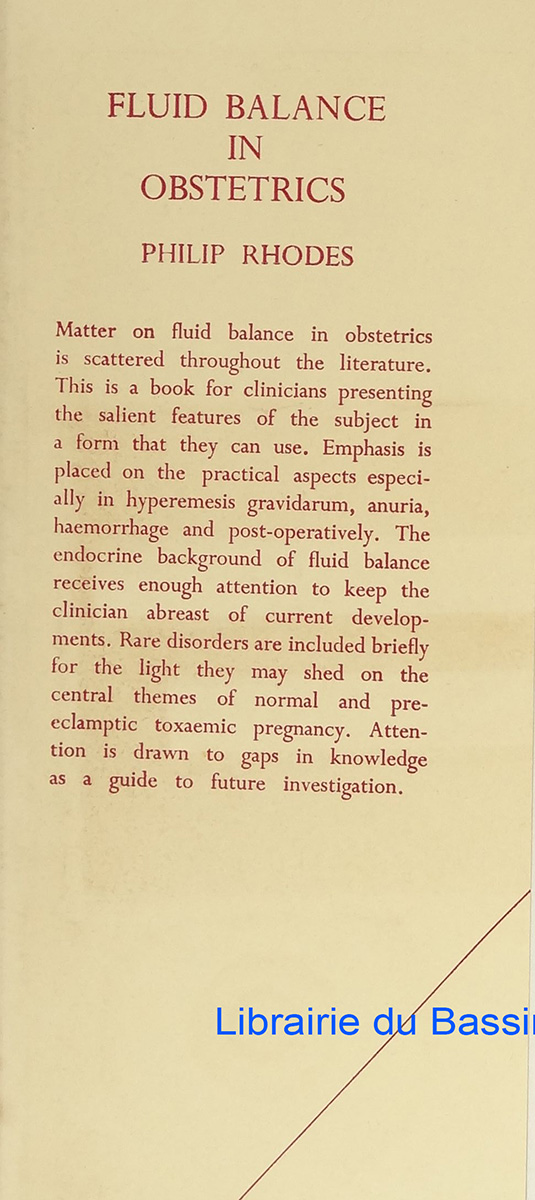 FLUID BALANCE
IN
OBSTETRICS
PHILIP RHODES
Matter on fluid balance in obstetrics
is scattered throughout the literature.
This is a book for clinicians presenting
the salient features of the subject in
a form that they can use. Emphasis is
placed on the practical aspects especi-
ally in hyperemesis gravidarum, anuria,
haemorrhage and post-operatively. The
endocrine background of fluid balance
receives enough attention to keep the
clinician abreast of current develop-
ments. Rare disorders are included briefly
for the light they may shed on the
central themes of normal and pre-
eclamptic toxaemic pregnancy. Atten-
tion is drawn to gaps in knowledge
as a guide to future investigation.
Librairie du Bassin